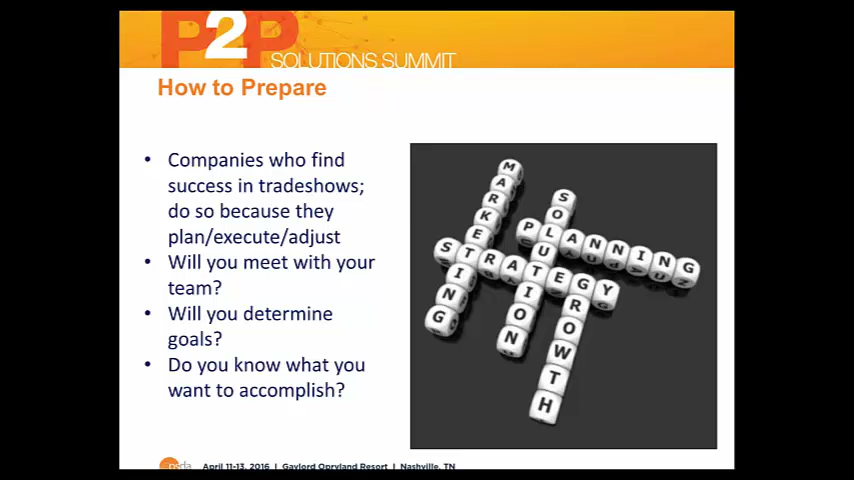 P2P
SOLUTIONS SUMMIT
How to Prepare
• Companies who find
success in tradeshows;
do so because they
plan/execute/adjust
• Will you meet with your
team?
• Will you determine
goals?
• Do you know what you
want to accomplish?
MARKETING
SOLUTION
PLANNING
STRATEGY
GROWTH
psda April 11-13, 2016 | Gaylord Opryland Resort | Nashville, TN